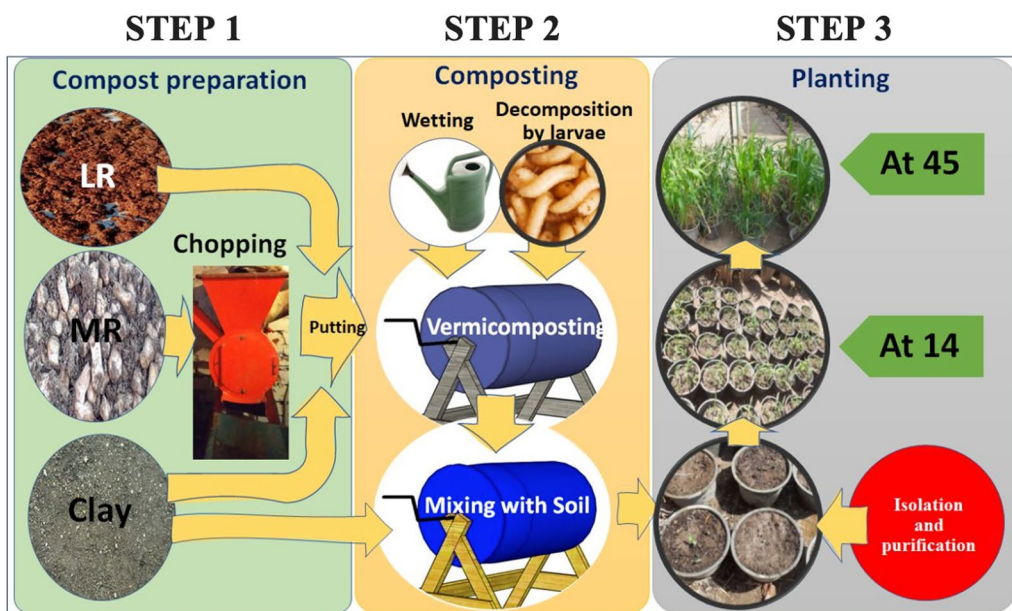 STEP 1
STEP 2
STEP 3
Compost preparation
LR
Chopping
MR
Putting
Clay
Composting
Wetting
Decomposition
by larvae
Vermicomposting
Mixing with Soil
Planting
At 45
At 14
Isolation
and
purification